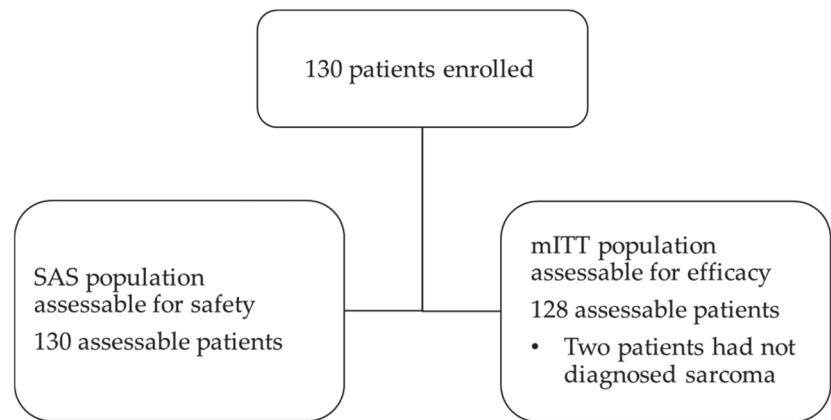 130 patients enrolled
SAS population
assessable for safety
130 assessable patients
mITT population
assessable for efficacy
128 assessable patients
• Two patients had not
diagnosed sarcoma